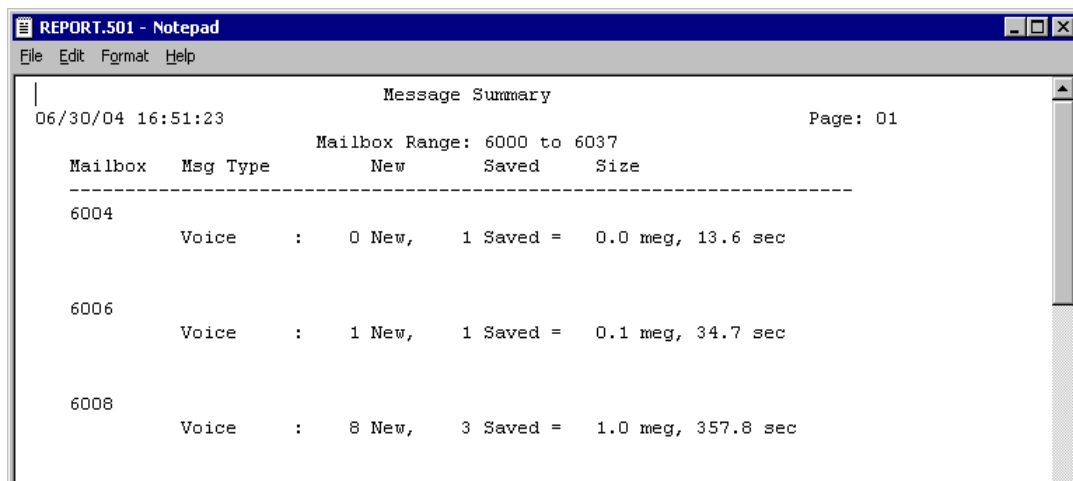 REPORT.501 - Notepad
File Edit Format Help
Message Summary
06/30/04 16:51:23 Page: 01
Mailbox Range: 6000 to 6037
Mailbox Msg Type New Saved Size
----------------------------------------------------------------------
6004
Voice : 0 New, 1 Saved = 0.0 meg, 13.6 sec
6006
Voice : 1 New, 1 Saved = 0.1 meg, 34.7 sec
6008
Voice : 8 New, 3 Saved = 1.0 meg, 357.8 sec